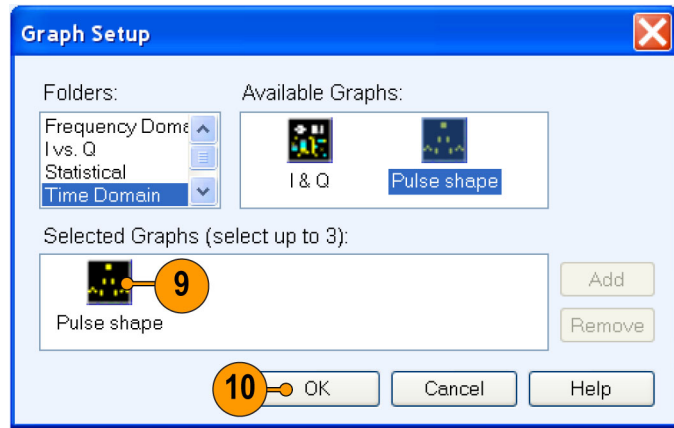 Graph Setup
Folders: Available Graphs:
Frequency Doma
I vs. Q
Statistical
Time Domain
I & Q Pulse shape
Selected Graphs (select up to 3):
9
Pulse shape
Add
Remove
10 OK Cancel Help